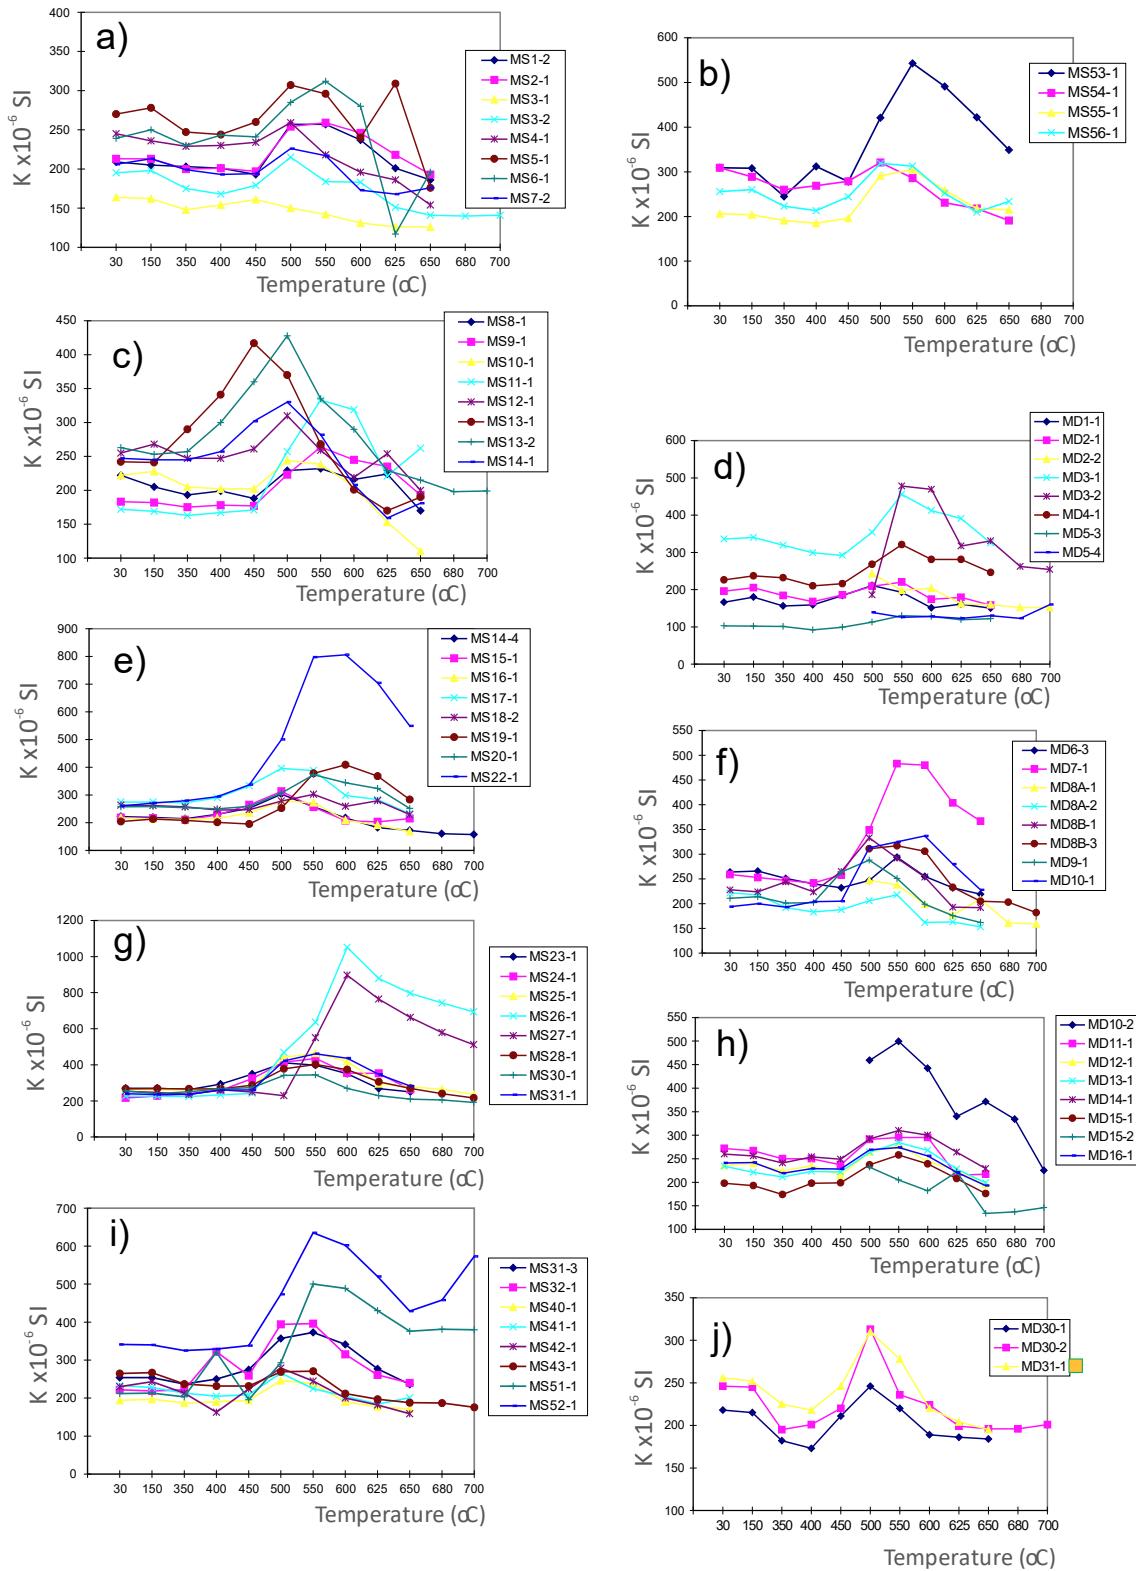 a)
K x10-6 SI
400
350
300
250
200
150
100
30 150 350 400 450 500 550 600 625 650 680 700
Temperature (αC)
MS1-2
MS2-1
MS3-1
MS3-2
MS4-1
MS5-1
MS6-1
MS7-2
b)
K x10-6 SI
600
500
400
300
200
100
0
30 150 350 400 450 500 550 600 625 650 680 700
Temperature (αC)
MS53-1
MS54-1
MS55-1
MS56-1
c)
K x10-6 SI
450
400
350
300
250
200
150
100
30 150 350 400 450 500 550 600 625 650 680 700
Temperature (αC)
MS8-1
MS9-1
MS10-1
MS11-1
MS12-1
MS13-1
MS13-2
MS14-1
d)
K x10-6 SI
600
500
400
300
200
100
0
30 150 350 400 450 500 550 600 625 650 680 700
MD1-1
MD2-1
MD2-2
MD3-1
MD3-2
MD4-1
MD5-3
MD5-4
e)
K x10-6 SI
900
800
700
600
500
400
300
200
100
30 150 350 400 450 500 550 600 625 650 680 700
MS14-4
MS15-1
MS16-1
MS17-1
MS18-2
MS19-1
MS20-1
MS22-1
f)
K x10-6 SI
550
500
450
400
350
300
250
200
150
100
30 150 350 400 450 500 550 600 625 650 680 700
MD6-3
MD7-1
MD8A-1
MD8A-2
MD8B-1
MD8B-3
MD9-1
MD10-1
g)
K x10-6 SI
1200
1000
800
600
400
200
0
30 150 350 400 450 500 550 600 625 650 680 700
MS23-1
MS24-1
MS25-1
MS26-1
MS27-1
MS28-1
MS30-1
MS31-1
h)
K x10-6 SI
550
500
450
400
350
300
250
200
150
100
30 150 350 400 450 500 550 600 625 650 680 700
MD10-2
MD11-1
MD12-1
MD13-1
MD14-1
MD15-1
MD15-2
MD16-1
i)
K x10-6 SI
700
600
500
400
300
200
100
0
30 150 350 400 450 500 550 600 625 650 680 700
Temperature (αC)
MS31-3
MS32-1
MS40-1
MS41-1
MS42-1
MS43-1
MS51-1
MS52-1
j)
K x10-6 SI
350
300
250
200
150
100
30 150 350 400 450 500 550 600 625 650 680 700
Temperature (αC)
MD30-1
MD30-2
MD31-1